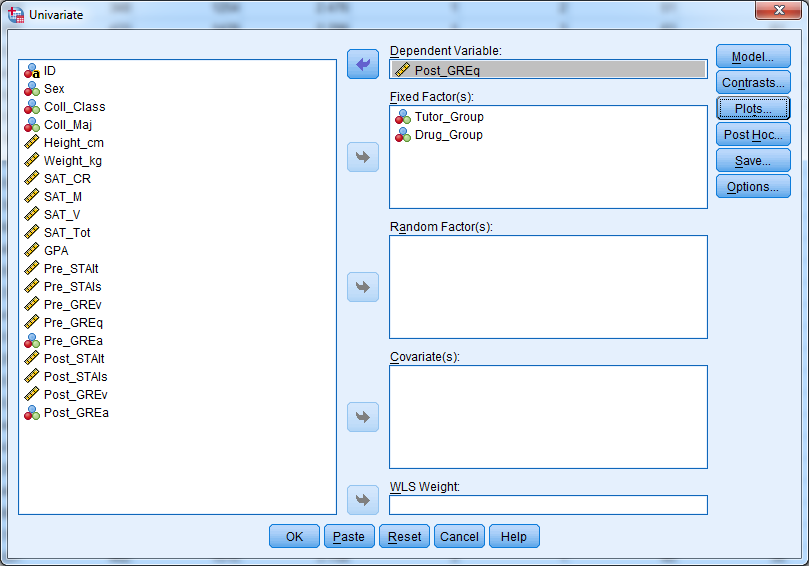 Univariate
ID
Sex
Coll_Class
Coll_Maj
Height_cm
Weight_kg
SAT_CR
SAT_M
SAT_V
SAT_Tot
GPA
Pre_STAIt
Pre_STAIs
Pre_GREv
Pre_GREq
Pre_GREa
Post_STAIt
Post_STAIs
Post_GREv
Post_GREa
Dependent Variable:
Post_GREq
Fixed Factor(s):
Tutor_Group
Drug_Group
Random Factor(s):
Covariate(s):
WLS Weight:
Model...
Contrasts...
Plots...
Post Hoc...
Save...
Options...
OK
Paste
Reset
Cancel
Help